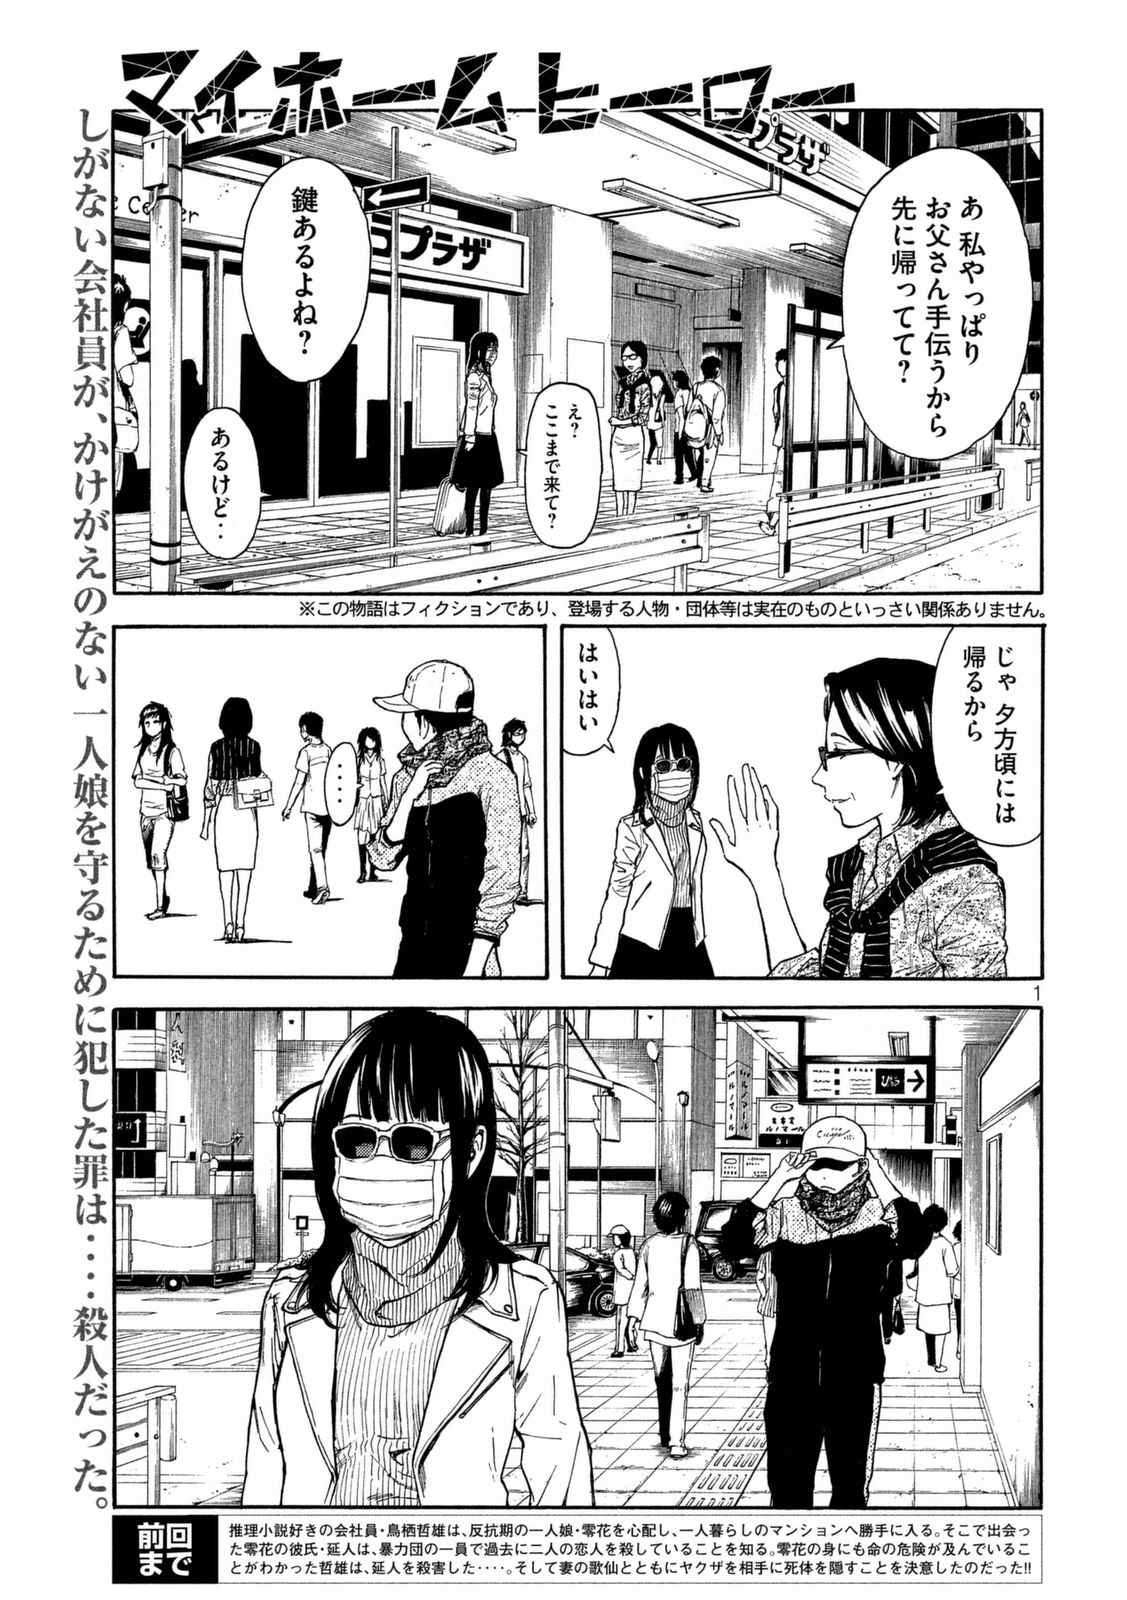 マイホームヒーロー
しがない会社員が、かけがえのない一人娘を守るために犯した罪は‥‥殺人だった。
プラザ
コプラザ
e Center
あ 私やっぱり
お父さん手伝うから
先に帰ってて？
え？
ここまで来て？
鍵あるよね？
あるけど‥
※この物語はフィクションであり、登場する人物・団体等は実在のものといっさい関係ありません。
じゃ 夕方頃には
帰るから
はいはい
‥‥
1
前回
まで
推理小説好きの会社員・鳥栖哲雄は、反抗期の一人娘・零花を心配し、一人暮らしのマンションへ勝手に入る。そこで出会っ
た零花の彼氏・延人は、暴力団の一員で過去に二人の恋人を殺していることを知る。零花の身にも命の危険が及んでいるこ
とがわかった哲雄は、延人を殺害した‥‥。そして妻の歌仙とともにヤクザを相手に死体を隠すことを決意したのだった!!